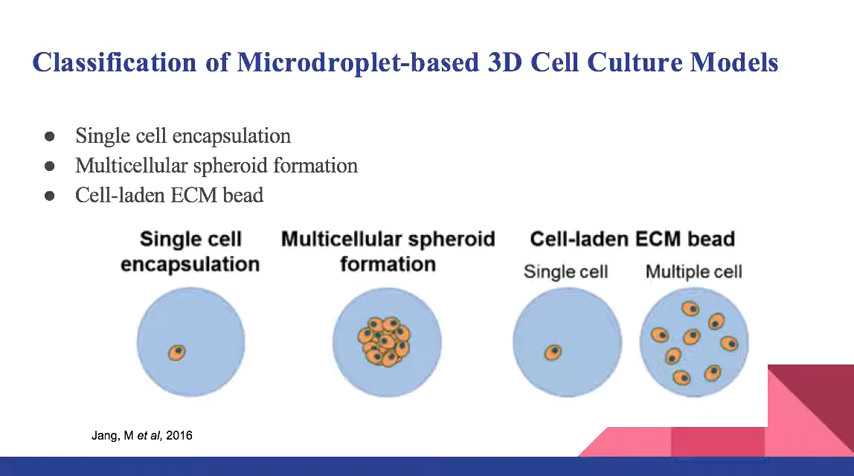 Classification of Microdroplet-based 3D Cell Culture Models
● Single cell encapsulation
● Multicellular spheroid formation
● Cell-laden ECM bead
Single cell
encapsulation
Multicellular spheroid
formation
Cell-laden ECM bead
Single cell
Multiple cell
Jang, M et al, 2016